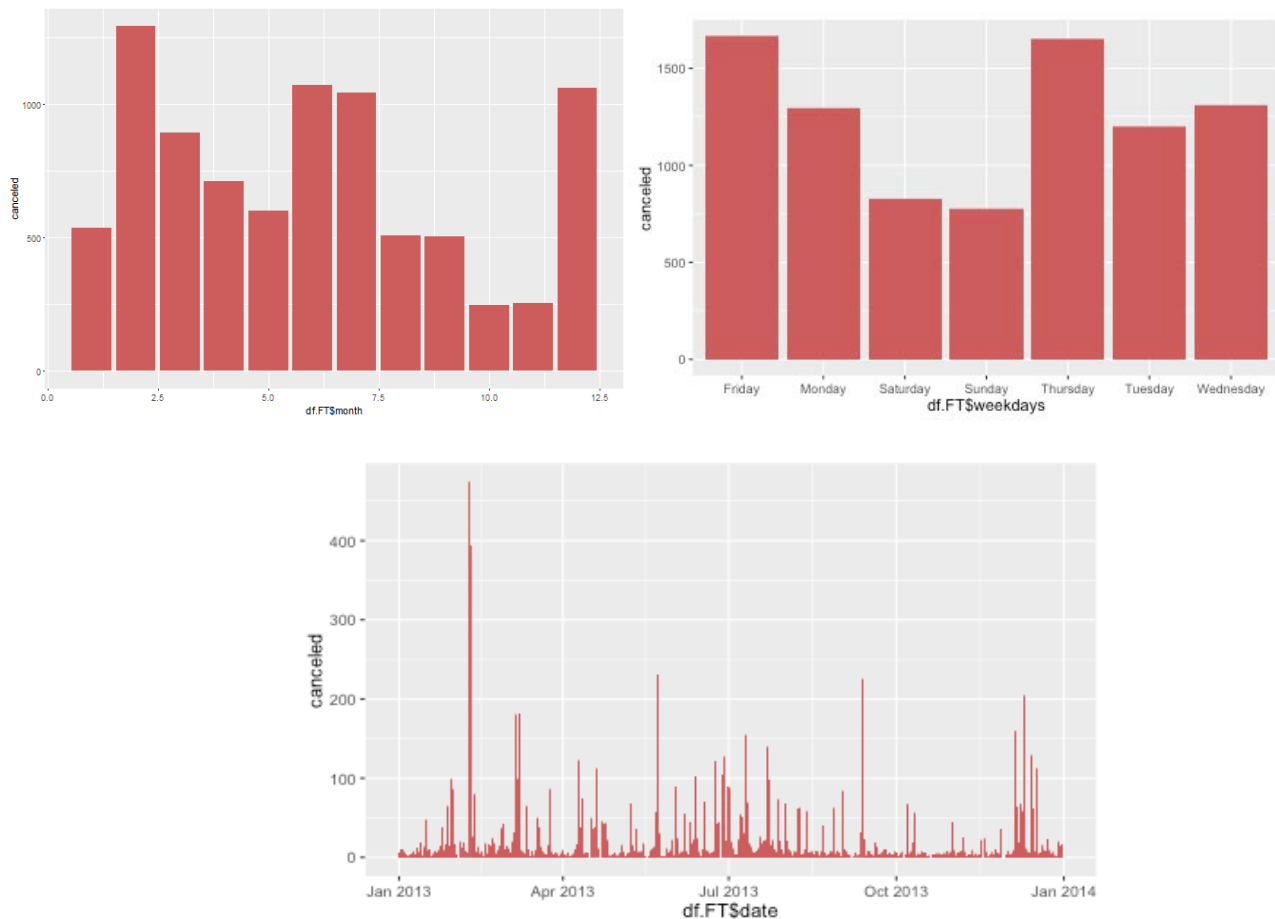 canceled
1000
500
0
0.0 2.5 5.0 7.5 10.0 12.5
df.FT$month
canceled
1500
1000
500
0
Friday Monday Saturday Sunday Thursday Tuesday Wednesday
df.FT$weekdays
canceled
400
300
200
100
0
Jan 2013 Apr 2013 Jul 2013 Oct 2013 Jan 2014
df.FT$date